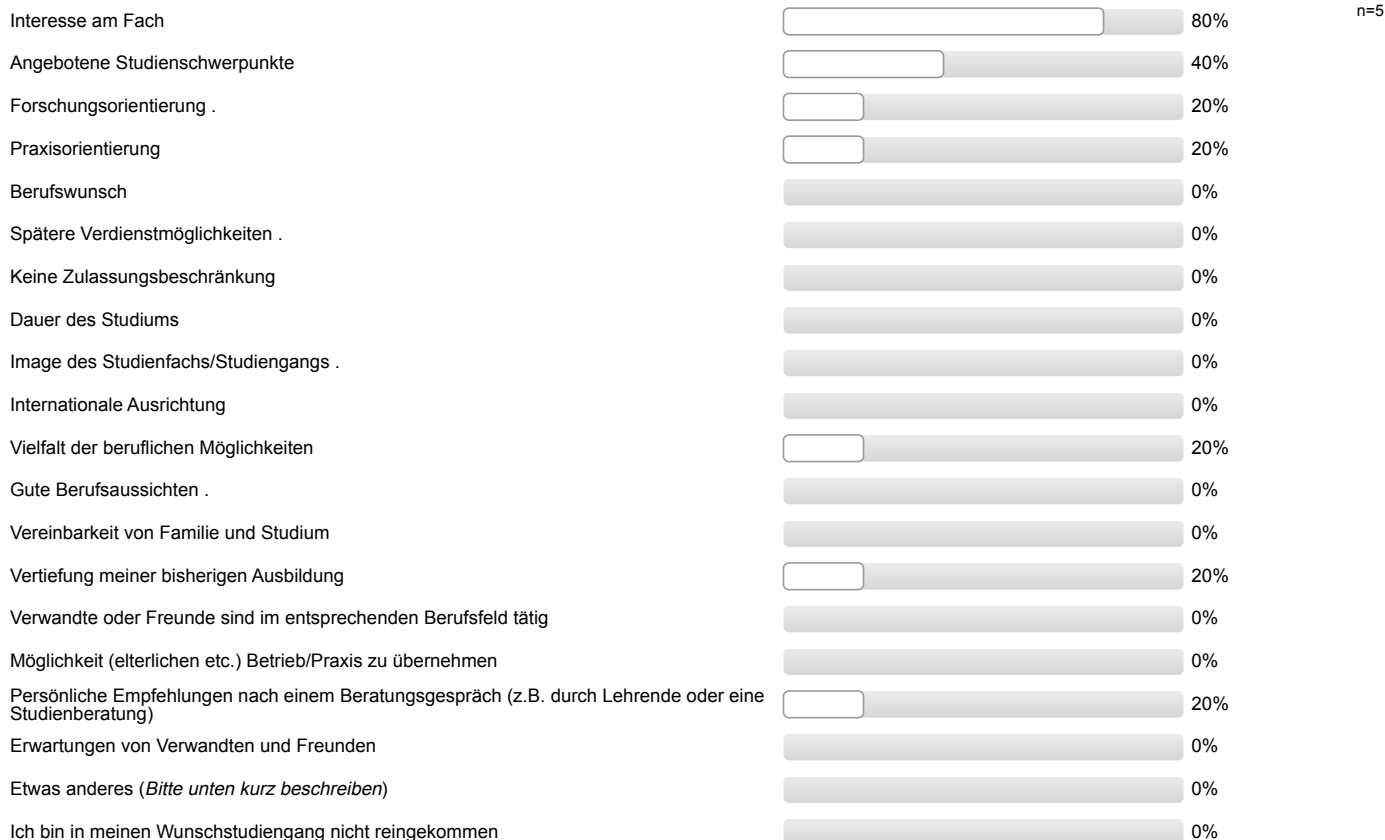 Interesse am Fach 80% n=5
Angebotene Studienschwerpunkte 40%
Forschungsorientierung . 20%
Praxisorientierung 20%
Berufswunsch 0%
Spätere Verdienstmöglichkeiten . 0%
Keine Zulassungsbeschränkung 0%
Dauer des Studiums 0%
Image des Studienfachs/Studiengangs . 0%
Internationale Ausrichtung 0%
Vielfalt der beruflichen Möglichkeiten 20%
Gute Berufsaussichten . 0%
Vereinbarkeit von Familie und Studium 0%
Vertiefung meiner bisherigen Ausbildung 20%
Verwandte oder Freunde sind im entsprechenden Berufsfeld tätig 0%
Möglichkeit (elterlichen etc.) Betrieb/Praxis zu übernehmen 0%
Persönliche Empfehlungen nach einem Beratungsgespräch (z.B. durch Lehrende oder eine
Studienberatung) 20%
Erwartungen von Verwandten und Freunden 0%
Etwas anderes (Bitte unten kurz beschreiben) 0%
Ich bin in meinen Wunschstudiengang nicht reingekommen 0%